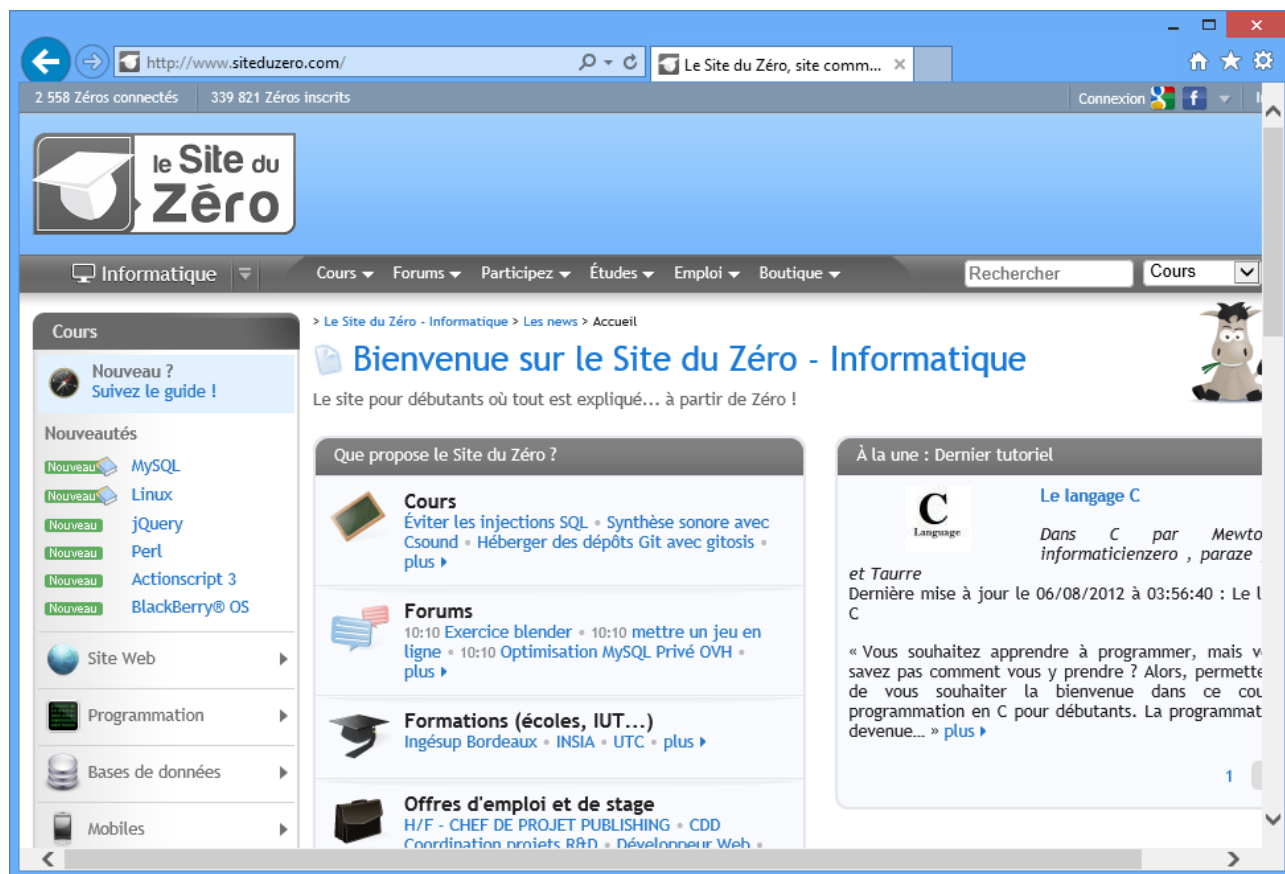 http://www.siteduzero.com/
Le Site du Zéro, site comm...
2 558 Zéros connectés 339 821 Zéros inscrits
Connexion
le Site du
Zéro
Informatique
Cours Forums Participez Études Emploi Boutique
Rechercher
Cours
Cours
Nouveau ?
Suivez le guide !
Nouveautés
Nouveau MySQL
Nouveau Linux
Nouveau jQuery
Nouveau Perl
Nouveau Actionscript 3
Nouveau BlackBerry® OS
Site Web
Programmation
Bases de données
Mobiles
> Le Site du Zéro - Informatique > Les news > Accueil
Bienvenue sur le Site du Zéro - Informatique
Le site pour débutants où tout est expliqué... à partir de Zéro !
Que propose le Site du Zéro ?
Cours
Éviter les injections SQL • Synthèse sonore avec
Csound • Héberger des dépôts Git avec gitosis •
plus
Forums
10:10 Exercice blender • 10:10 mettre un jeu en
ligne • 10:10 Optimisation MySQL Privé OVH •
plus
Formations (écoles, IUT...)
Ingésup Bordeaux • INSIA • UTC • plus
Offres d'emploi et de stage
H/F - CHEF DE PROJET PUBLISHING • CDD
Coordination projets R&D • Développeur Web •
À la une : Dernier tutoriel
C
Language
Le langage C
Dans C par Mewto
informaticienzero , paraze
et Taurre
Dernière mise à jour le 06/08/2012 à 03:56:40 : Le l
C
« Vous souhaitez apprendre à programmer, mais v
savez pas comment vous y prendre ? Alors, permette
de vous souhaiter la bienvenue dans ce cou
programmation en C pour débutants. La programmat
devenue... » plus
1